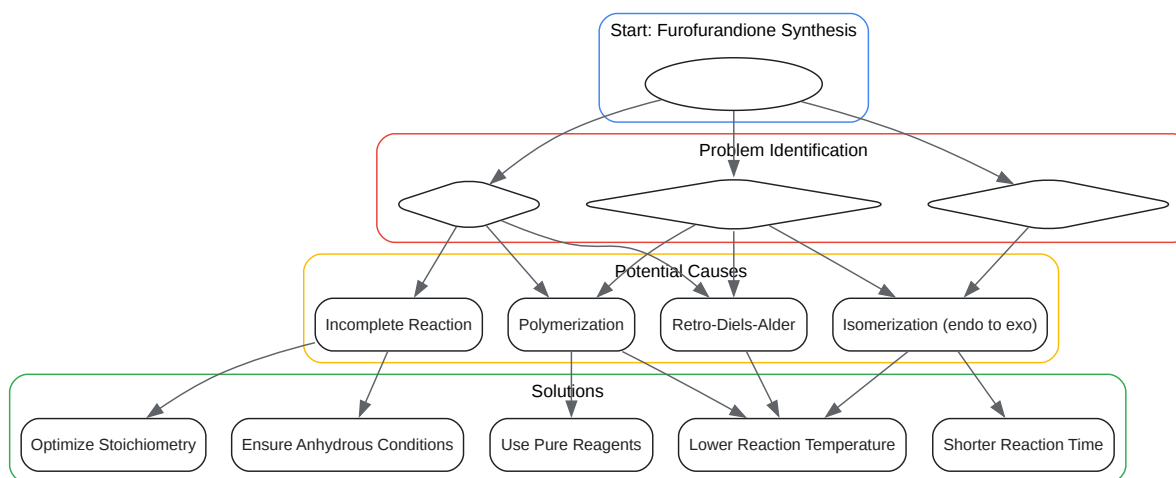 Start: Furofurandione Synthesis
Problem Identification
Potential Causes
Incomplete Reaction
Polymerization
Retro-Diels-Alder
Isomerization (endo to exo)
Solutions
Optimize Stoichiometry
Ensure Anhydrous Conditions
Use Pure Reagents
Lower Reaction Temperature
Shorter Reaction Time